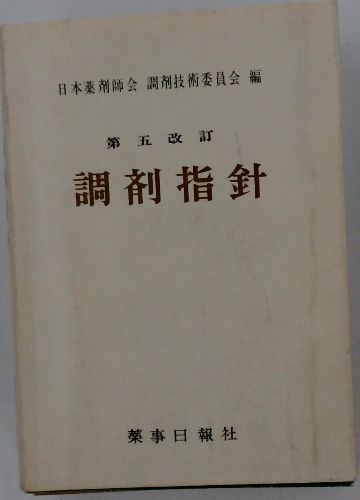 日本薬剤師会 調剤技術委員会 編
第五改訂
調剤指針
薬事日報社